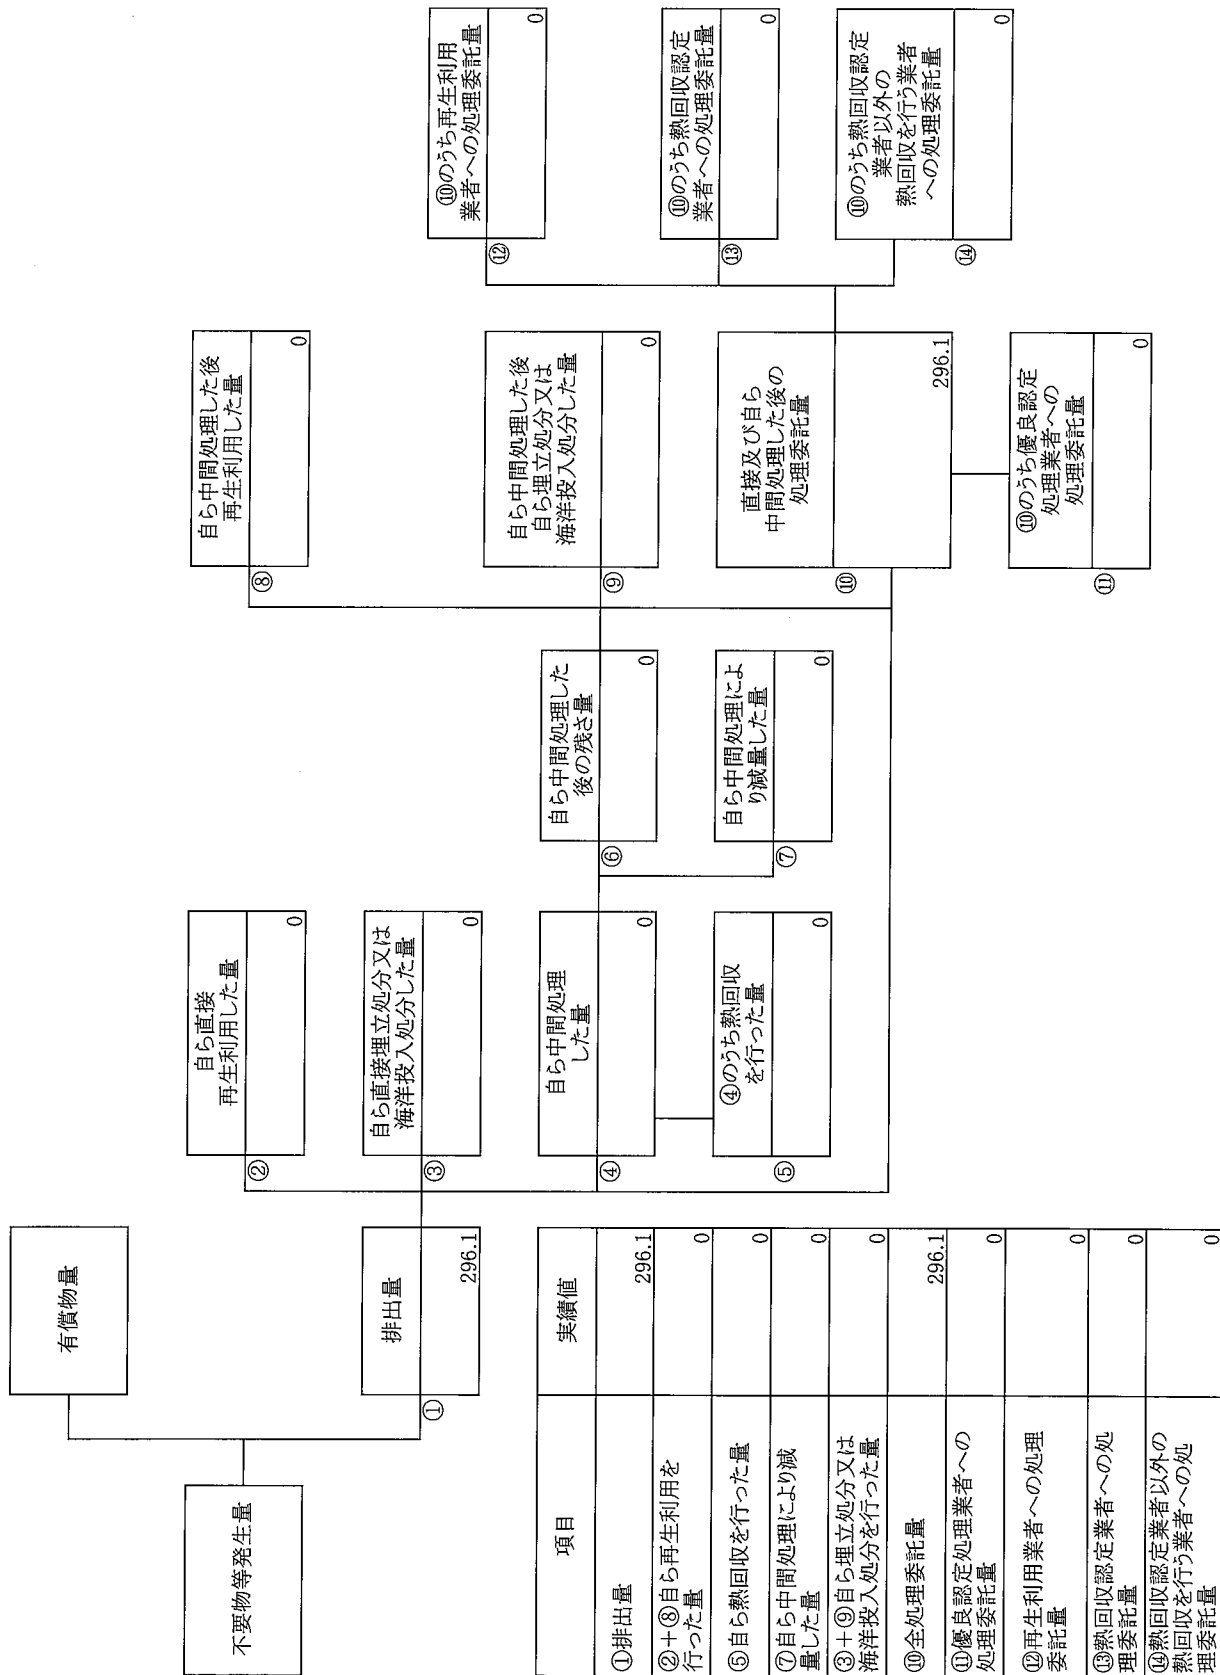 不要物等発生量
有償物量
排出量
①
296.1
自ら直接
再生利用した量
②
0
自ら直接埋立処分又は
海洋投入処分した量
③
0
自ら中間処理
した量
④
0
④のうち熱回収
を行った量
⑤
0
自ら中間処理した
後の残さ量
⑥
0
自ら中間処理によ
り減量した量
⑦
0
自ら中間処理した後
再生利用した量
⑧
0
自ら中間処理した後
自ら埋立処分又は
海洋投入処分した量
⑨
0
直接及び自ら
中間処理した後の
処理委託量
⑩
296.1
⑩のうち優良認定
処理業者への
処理委託量
⑪
0
⑩のうち再生利用
業者への処理委託量
⑫
0
⑩のうち熱回収認定
業者への処理委託量
⑬
0
⑩のうち熱回収認定
業者以外の
熱回収を行う業者
への処理委託量
⑭
0
項目 実績値
①排出量 296.1
②+⑧自ら再生利用を
行った量 0
⑤自ら熱回収を行った量 0
⑦自ら中間処理により減
量した量 0
③+⑨自ら埋立処分又は
海洋投入処分を行った量 0
⑩全処理委託量 296.1
⑪優良認定処理業者への
処理委託量 0
⑫再生利用業者への処理
委託量 0
⑬熱回収認定業者への処
理委託量 0
⑭熱回収認定業者以外の
熱回収を行う業者への処
理委託量 0